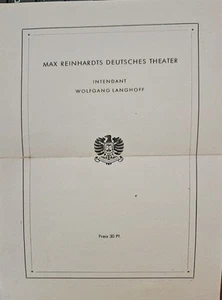 MAX REINHARDTS DEUTSCHES THEATER
INTENDANT
WOLFGANG LANGHOFF
Preis 30 Pf.